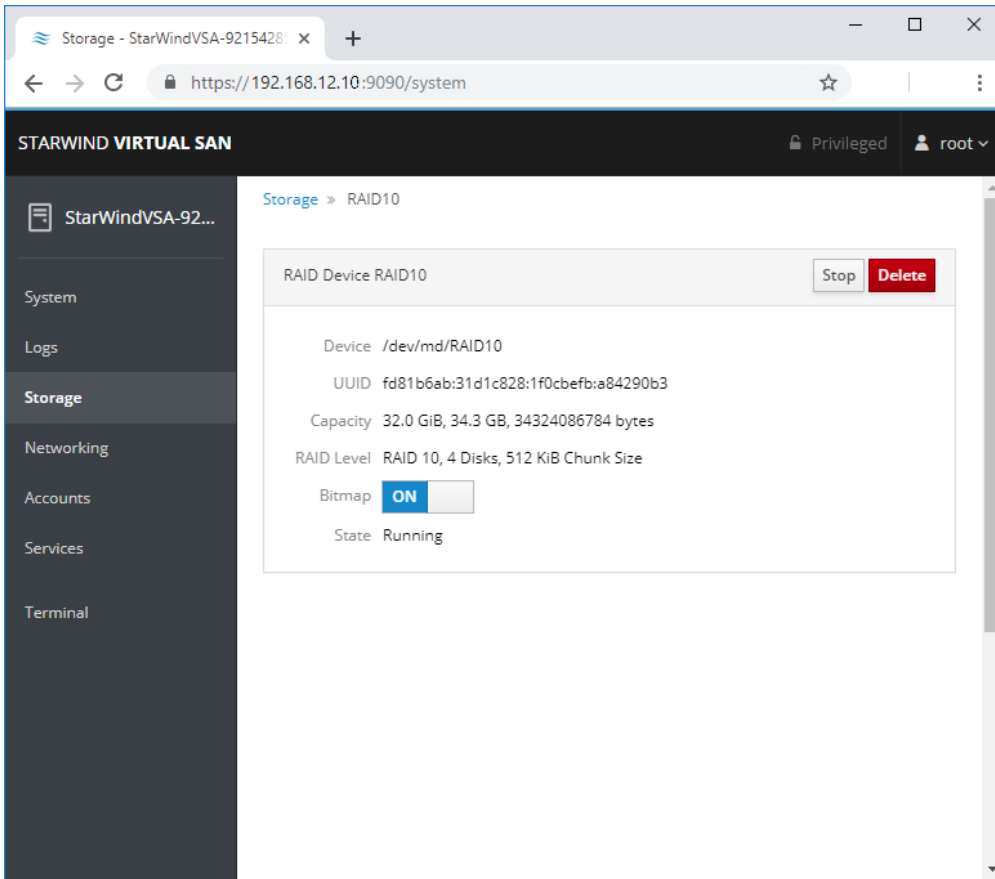 Storage - StarWindVSA-9215428
https://192.168.12.10:9090/system
STARWIND VIRTUAL SAN
Privileged
root
StarWindVSA-92...
Storage » RAID10
RAID Device RAID10
Stop
Delete
System
Logs
Storage
Networking
Accounts
Services
Terminal
Device /dev/md/RAID10
UUID fd81b6ab:31d1c828:1f0cbefb:a84290b3
Capacity 32.0 GiB, 34.3 GB, 34324086784 bytes
RAID Level RAID 10, 4 Disks, 512 KiB Chunk Size
Bitmap ON
State Running